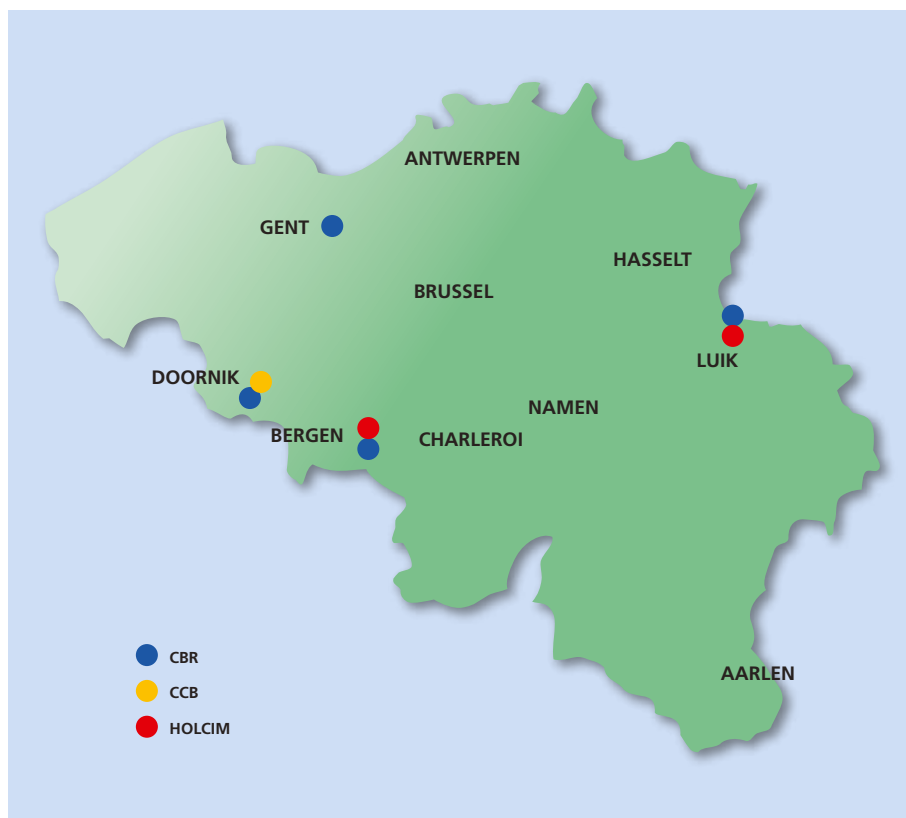 ANTWERPEN
GENT
HASSELT
BRUSSEL
LUIK
DOORNIK
NAMEN
BERGEN
CHARLEROI
CBR
AARLEN
CCB
HOLCIM